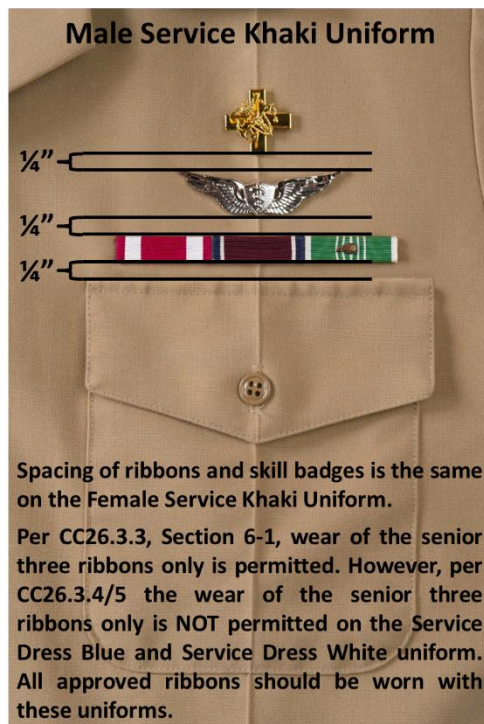 Male Service Khaki Uniform
¼”
¼”
¼”
Spacing of ribbons and skill badges is the same
on the Female Service Khaki Uniform.
Per CC26.3.3, Section 6-1, wear of the senior
three ribbons only is permitted. However, per
CC26.3.4/5 the wear of the senior three
ribbons only is NOT permitted on the Service
Dress Blue and Service Dress White uniform.
All approved ribbons should be worn with
these uniforms.